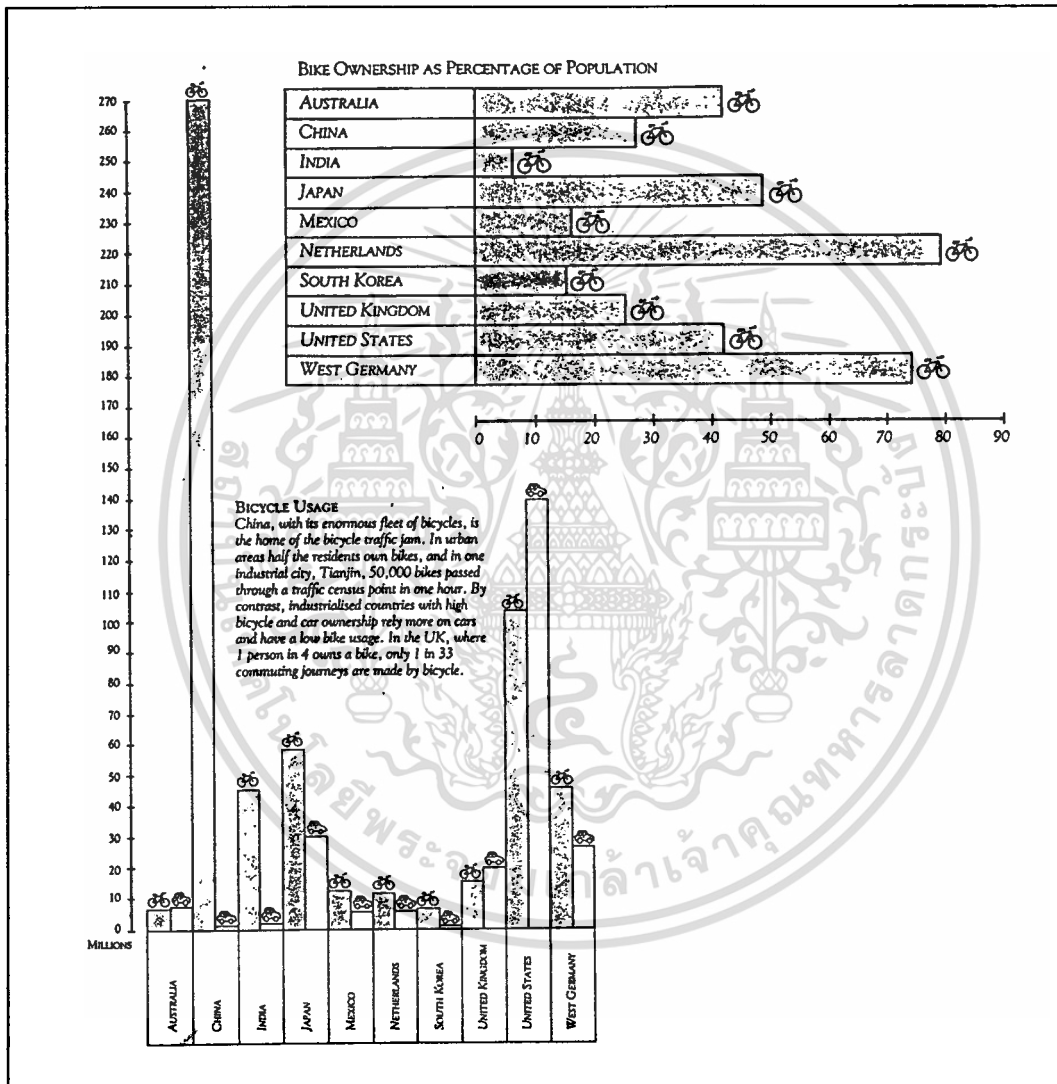 BIKE OWNERSHIP AS PERCENTAGE OF POPULATION
AUSTRALIA
CHINA
INDIA
JAPAN
MEXICO
NETHERLANDS
SOUTH KOREA
UNITED KINGDOM
UNITED STATES
WEST GERMANY
0 10 20 30 40 50 60 70 80 90
270
260
250
240
230
220
210
200
190
180
170
160
150
140
130
120
110
100
90
80
70
60
50
40
30
20
10
0
MILLIONS
BICYCLE USAGE
China, with its enormous fleet of bicycles, is
the home of the bicycle traffic jam. In urban
areas half the residents own bikes, and in one
industrial city, Tianjin, 50,000 bikes passed
through a traffic census point in one hour. By
contrast, industrialised countries with high
bicycle and car ownership rely more on cars
and have a low bike usage. In the UK, where
1 person in 4 owns a bike, only 1 in 33
commuting journeys are made by bicycle.
AUSTRALIA
CHINA
INDIA
JAPAN
MEXICO
NETHERLANDS
SOUTH KOREA
UNITED KINGDOM
UNITED STATES
WEST GERMANY